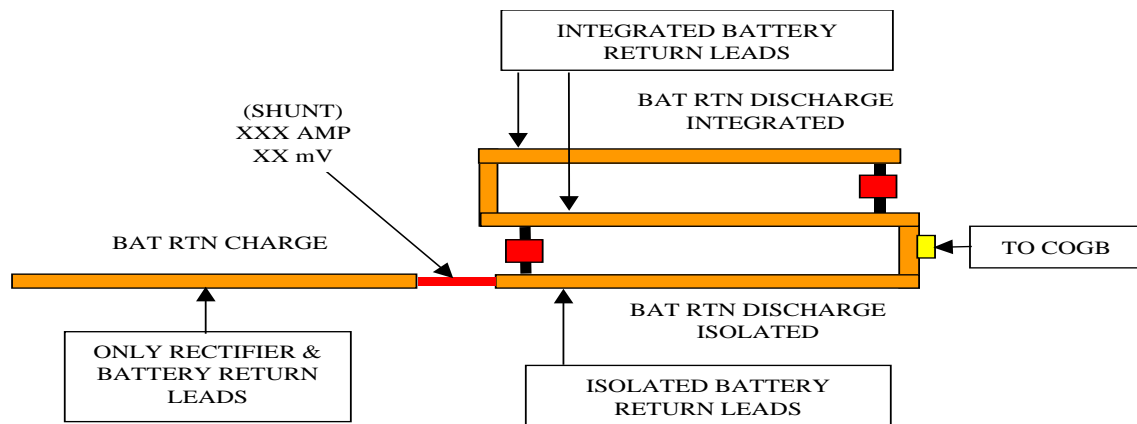 INTEGRATED BATTERY
RETURN LEADS
BAT RTN DISCHARGE
INTEGRATED
(SHUNT)
XXX AMP
XX mV
BAT RTN CHARGE
TO COGB
BAT RTN DISCHARGE
ISOLATED
ONLY RECTIFIER &
BATTERY RETURN
LEADS
ISOLATED BATTERY
RETURN LEADS